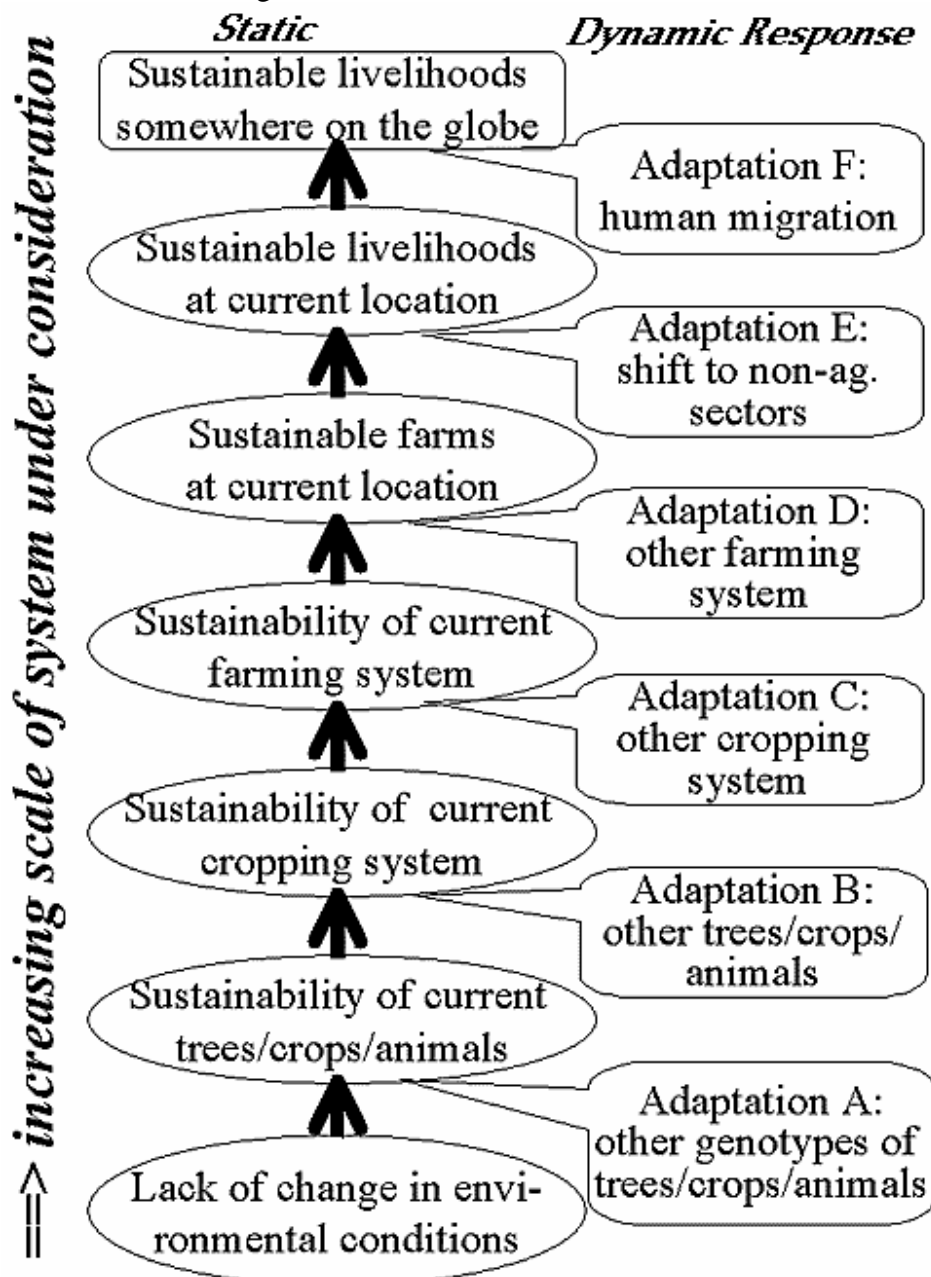 Static
Dynamic Response
Sustainable livelihoods
somewhere on the globe
Adaptation F:
human migration
Sustainable livelihoods
at current location
Adaptation E:
shift to non-ag.
sectors
Sustainable farms
at current location
Adaptation D:
other farming
system
Sustainability of current
farming system
Adaptation C:
other cropping
system
Sustainability of current
cropping system
Adaptation B:
other trees/crops/
animals
Sustainability of current
trees/crops/animals
Adaptation A:
other genotypes of
trees/crops/animals
Lack of change in envi-
ronmental conditions
==> increasing scale of system under consideration